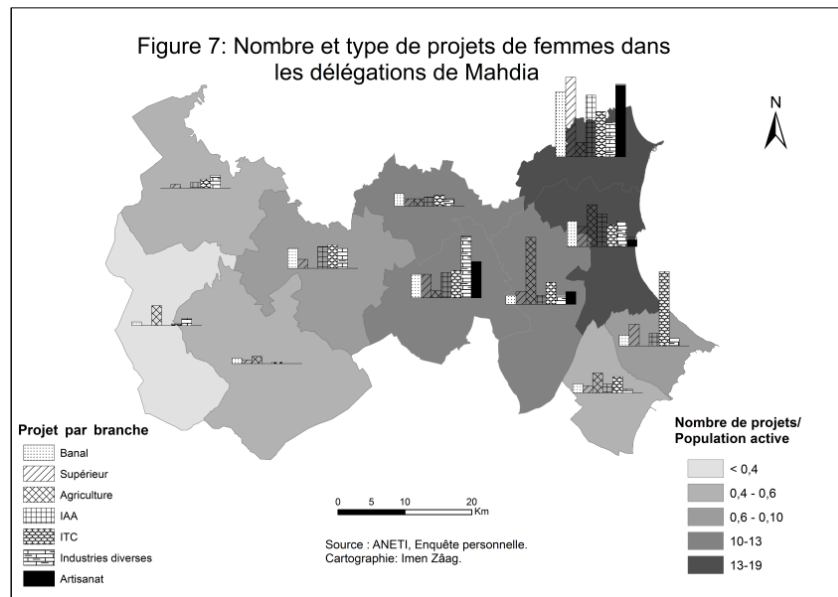 Figure 7: Nombre et type de projets de femmes dans
les délégations de Mahdia
N
Projet par branche
Banal
Supérieur
Agriculture
IAA
ITC
Industries diverses
Artisanat
0 5 10 20
Km
Source : ANETI, Enquête personnelle.
Cartographie: Imen Zâag.
Nombre de projets/
Population active
< 0,4
0,4 - 0,6
0,6 - 0,10
10-13
13-19